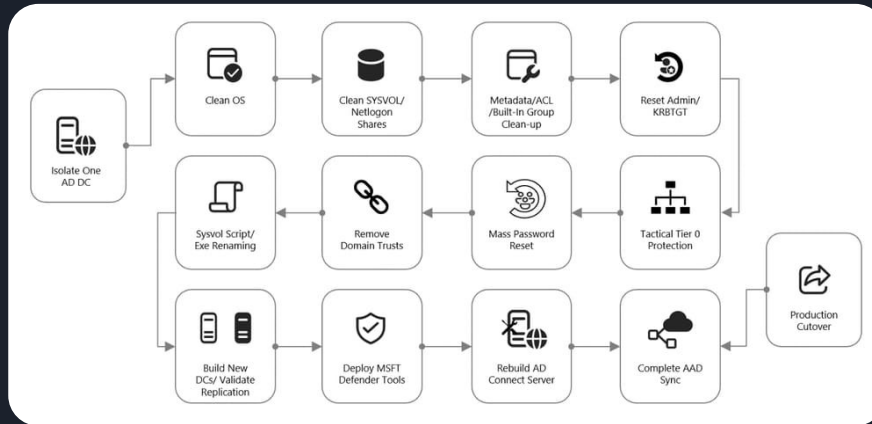 Isolate One
AD DC
Clean OS
Clean SYSVOL/
Netlogon
Shares
Metadata/ACL
/Built-In Group
Clean-up
Reset Admin/
KRBTGT
Tactical Tier 0
Protection
Mass Password
Reset
Remove
Domain Trusts
Sysvol Script/
Exe Renaming
Build New
DCs/ Validate
Replication
Deploy MSFT
Defender Tools
Rebuild AD
Connect Server
Complete AAD
Sync
Production
Cutover